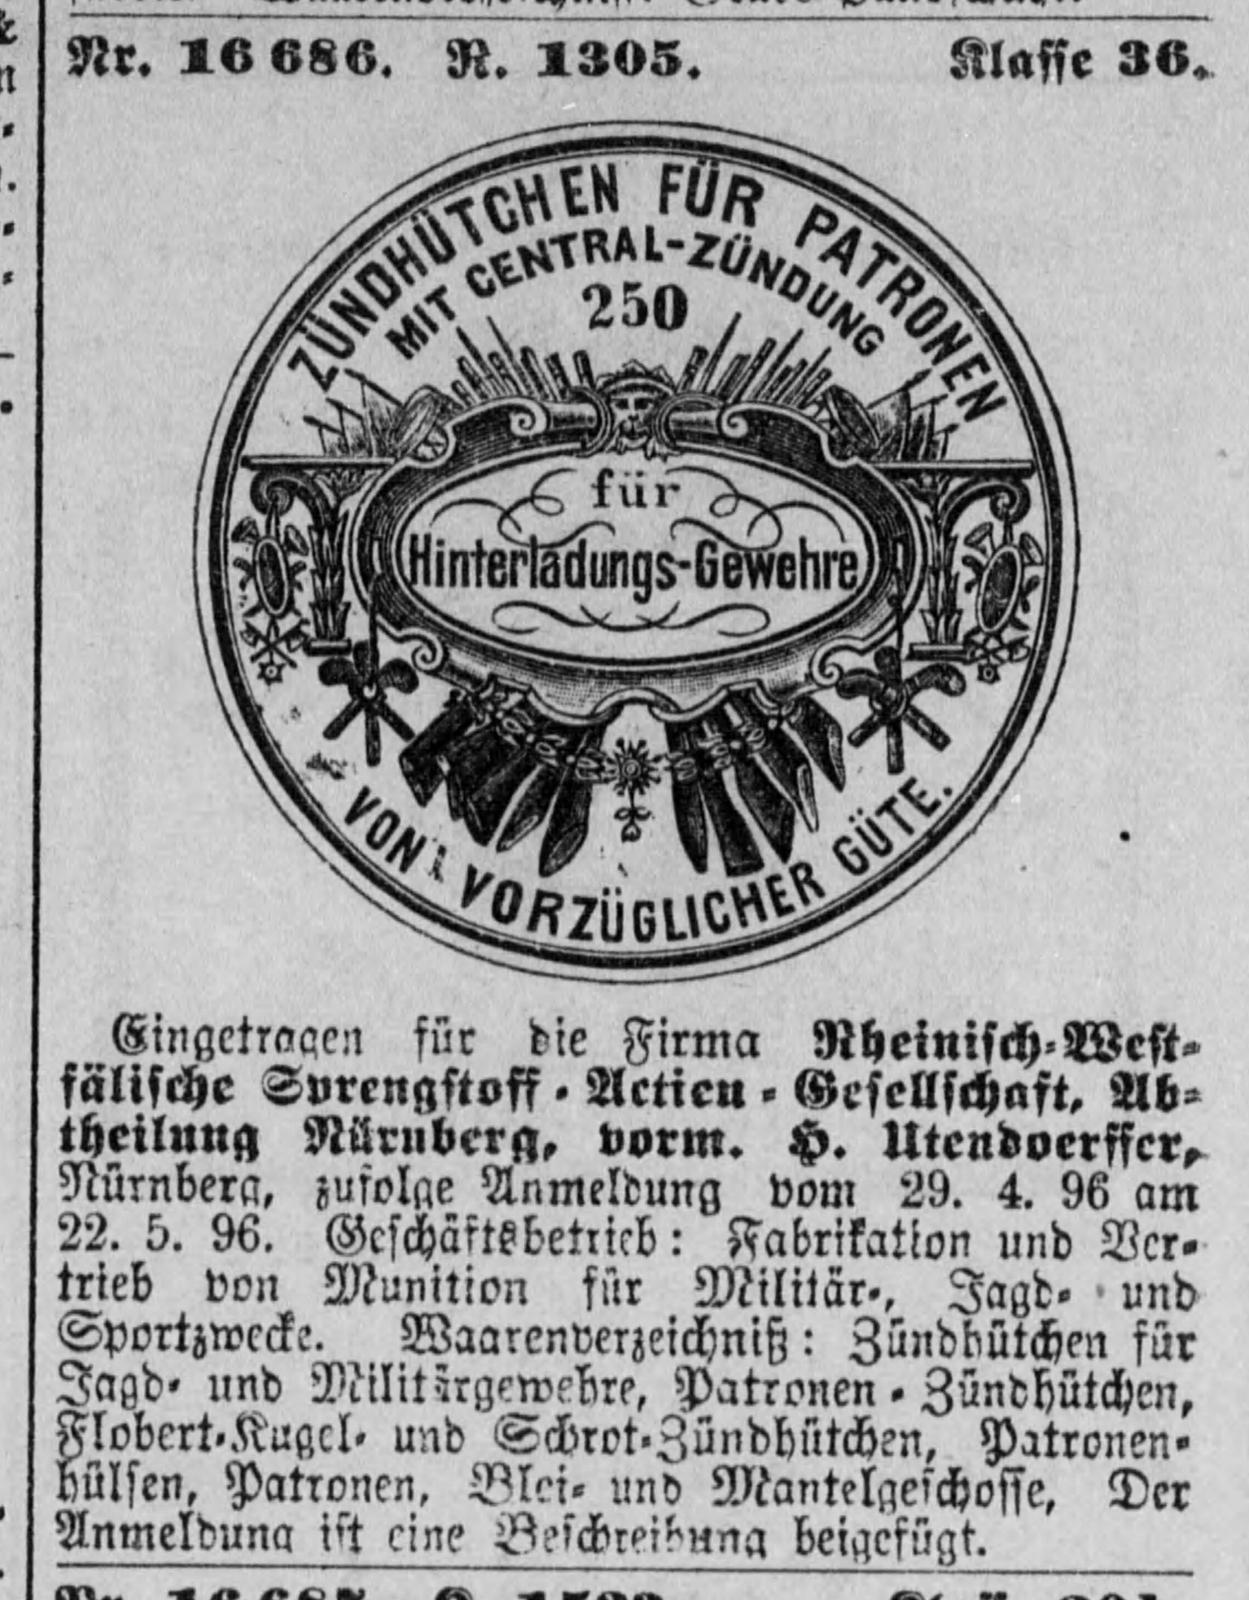 Nr. 16 686. R. 1305. Klasse 36.
ZÜNDHÜTCHEN FÜR PATRONEN
MIT CENTRAL-ZÜNDUNG
250
für
Hinterladungs-Gewehre
VON VORZÜGLICHER GÜTE.
Eingetragen für die Firma Rheinisch-West-
fälische Sprengstoff-Actien-Gesellschaft, Ab-
theilung Nürnberg, vorm. H. Utendoerffer,
Nürnberg, zufolge Anmeldung vom 29. 4. 96 am
22. 5. 96. Geschäftsbetrieb: Fabrikation und Ver-
trieb von Munition für Militär-, Jagd- und
Sportzwecke. Waarenverzeichniß: Zündhütchen für
Jagd- und Militärgewehre, Patronen-Zündhütchen,
Flobert-Kugel- und Schrot-Zündhütchen, Patronen-
hülsen, Patronen, Blei- und Mantelgeschosse, Der
Anmeldung ist eine Beschreibung beigefügt.